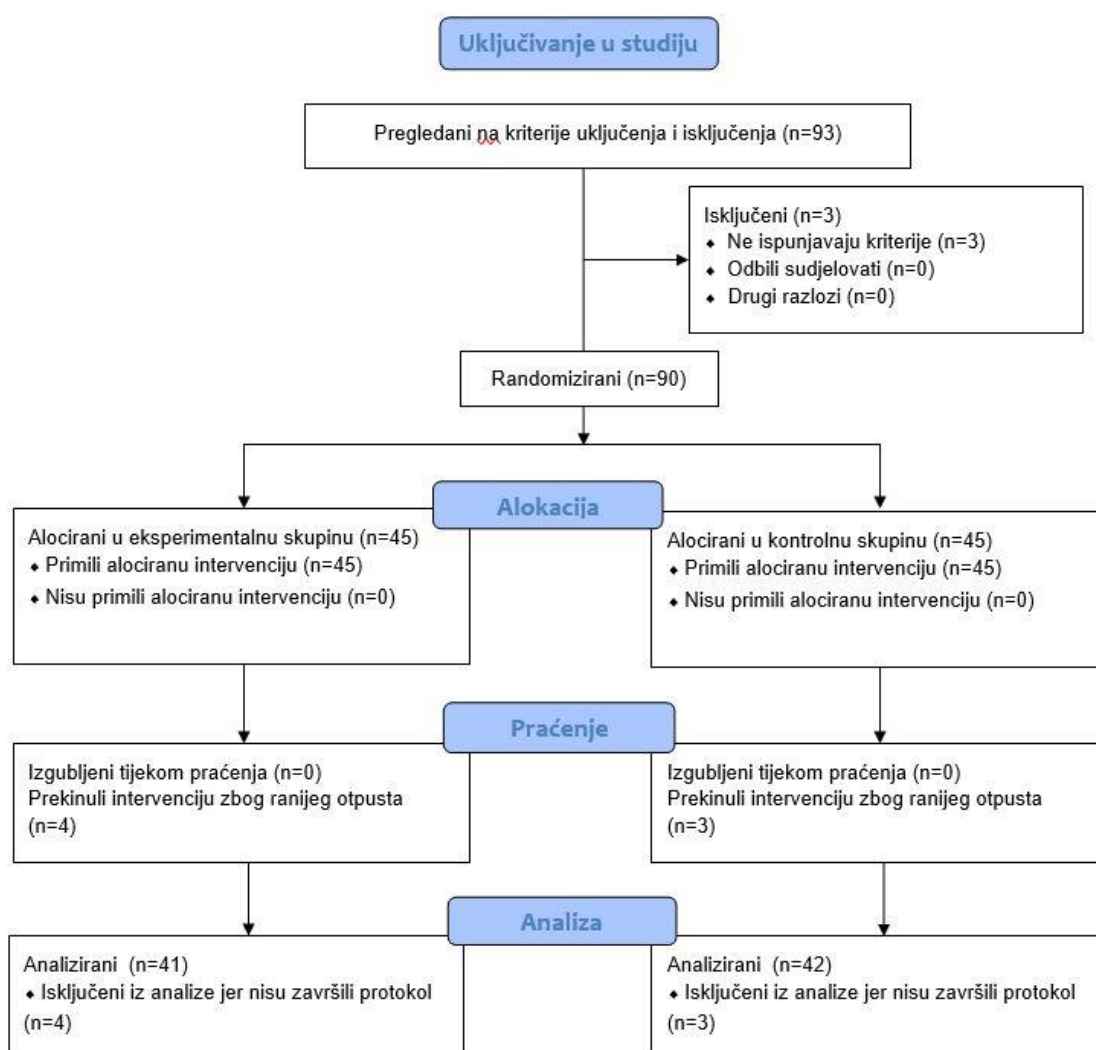 Uključivanje u studiju
Pregledani na kriterije uključenja i isključenja (n=93)
Isključeni (n=3)
⬥ Ne ispunjavaju kriterije (n=3)
⬥ Odbili sudjelovati (n=0)
⬥ Drugi razlozi (n=0)
Randomizirani (n=90)
Alokacija
Alocirani u eksperimentalnu skupinu (n=45)
⬥ Primili alociranu intervenciju (n=45)
⬥ Nisu primili alociranu intervenciju (n=0)
Alocirani u kontrolnu skupinu (n=45)
⬥ Primili alociranu intervenciju (n=45)
⬥ Nisu primili alociranu intervenciju (n=0)
Praćenje
Izgubljeni tijekom praćenja (n=0)
Prekinuli intervenciju zbog ranijeg otpusta
(n=4)
Izgubljeni tijekom praćenja (n=0)
Prekinuli intervenciju zbog ranijeg otpusta
(n=3)
Analiza
Analizirani (n=41)
⬥ Isključeni iz analize jer nisu završili protokol
(n=4)
Analizirani (n=42)
⬥ Isključeni iz analize jer nisu završili protokol
(n=3)